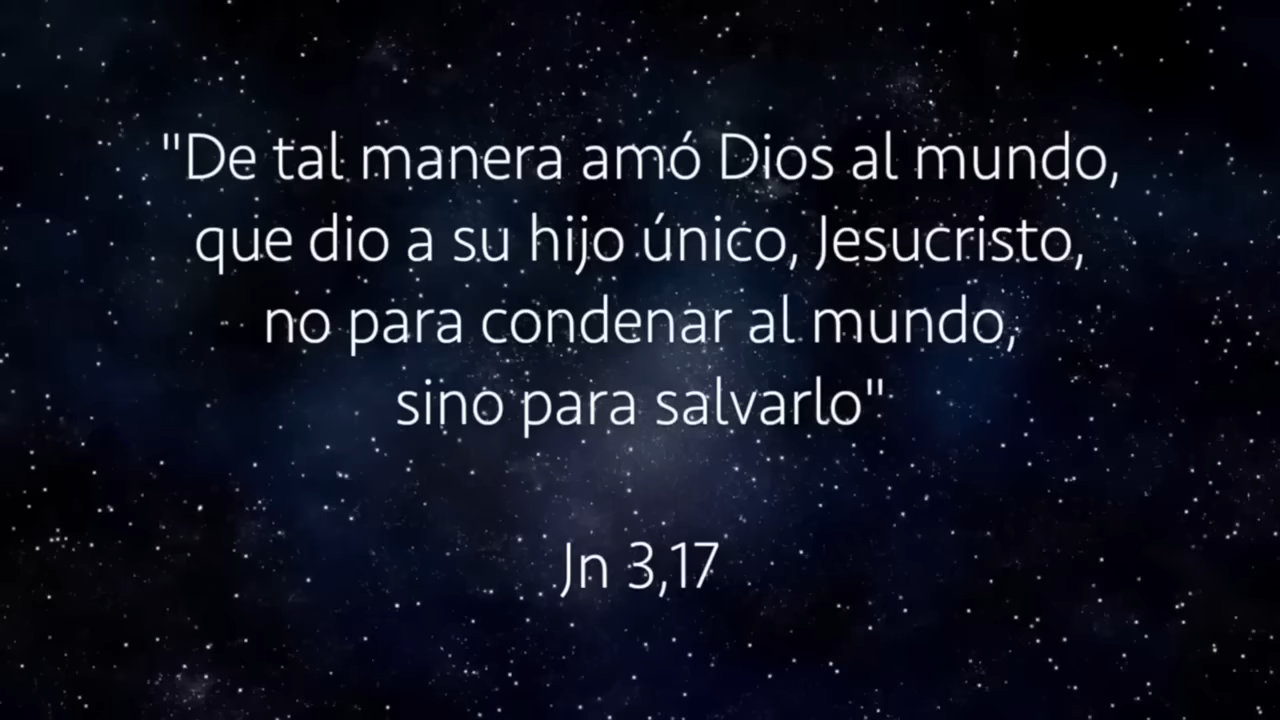 "De tal manera amó Dios al mundo,
que dio a su hijo único, Jesucristo,
no para condenar al mundo,
sino para salvarlo"
Jn 3,17